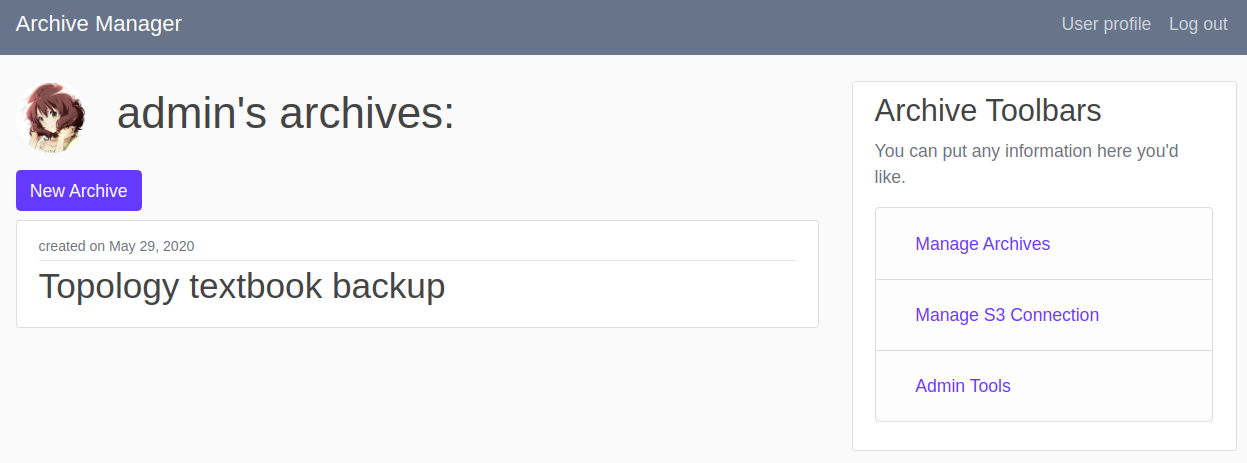 Archive Manager
User profile
Log out
admin's archives:
New Archive
created on May 29, 2020
Topology textbook backup
Archive Toolbars
You can put any information here you'd
like.
Manage Archives
Manage S3 Connection
Admin Tools